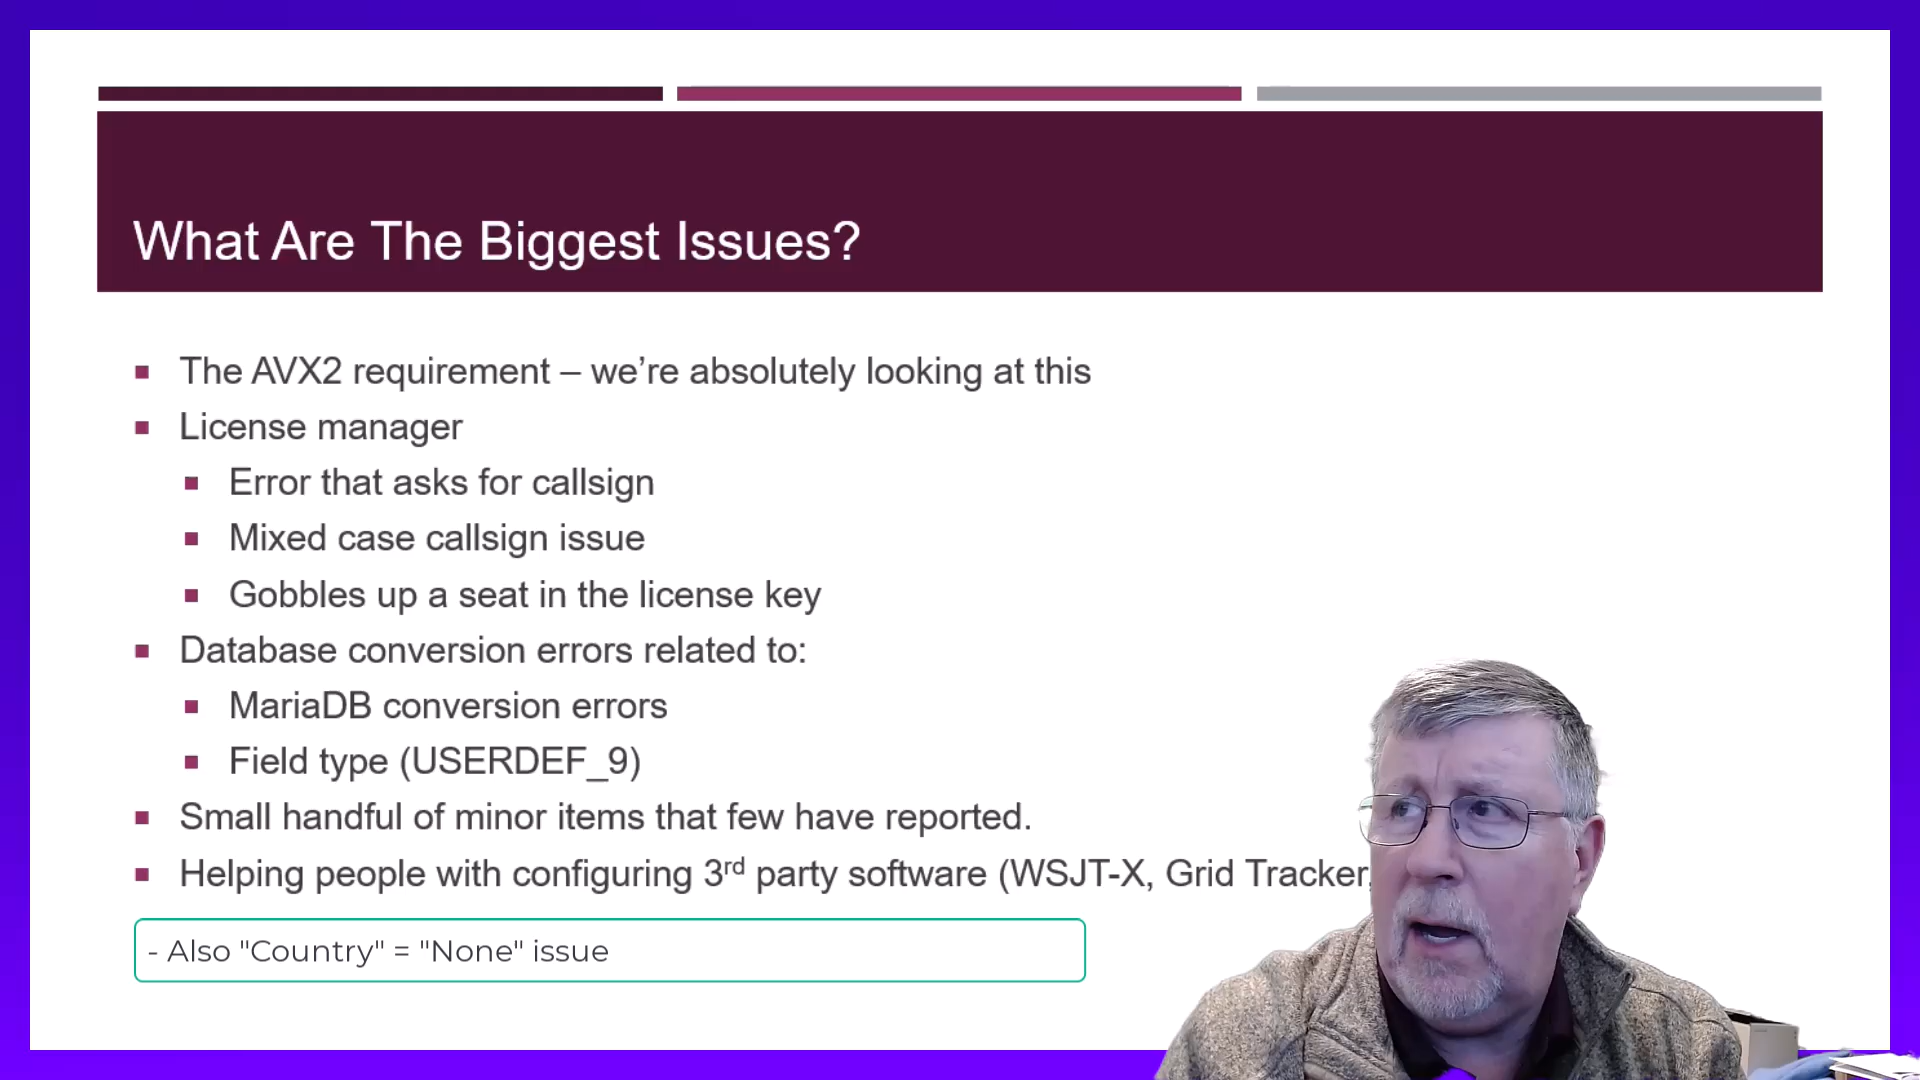 What Are The Biggest Issues?
The AVX2 requirement – we're absolutely looking at this
License manager
Error that asks for callsign
Mixed case callsign issue
Gobbles up a seat in the license key
Database conversion errors related to:
MariaDB conversion errors
Field type (USERDEF_9)
Small handful of minor items that few have reported.
Helping people with configuring 3rd party software (WSJT-X, Grid Tracker,
- Also "Country" = "None" issue